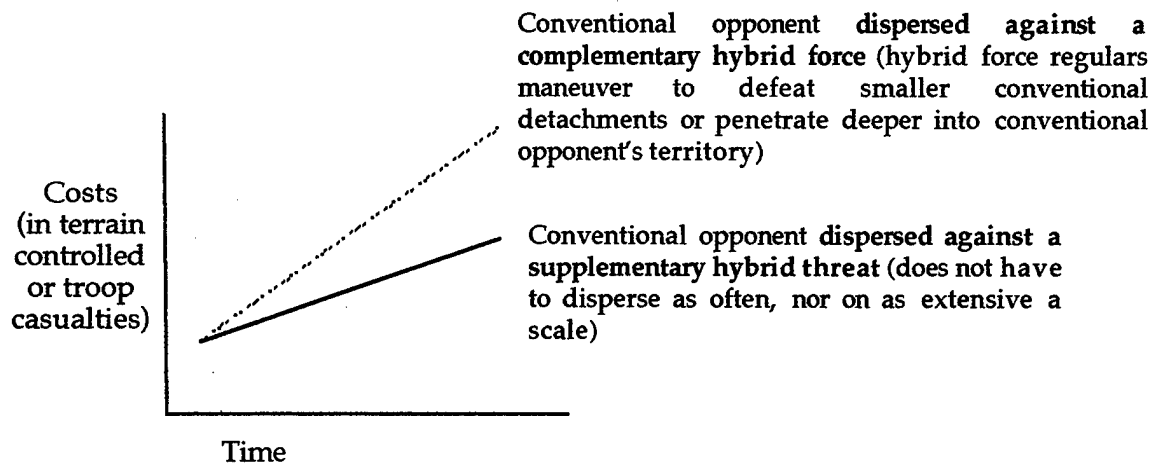 Conventional opponent dispersed against a
complementary hybrid force (hybrid force regulars
maneuver to defeat smaller conventional
detachments or penetrate deeper into conventional
opponent's territory)
Costs
(in terrain
controlled
or troop
casualties)
Conventional opponent dispersed against a
supplementary hybrid threat (does not have
to disperse as often, nor on as extensive a
scale)
Time